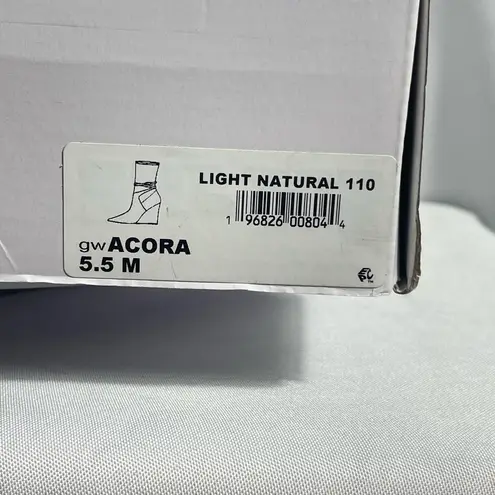 LIGHT NATURAL 110
1 96826 00804 4
gwACORA
5.5 M